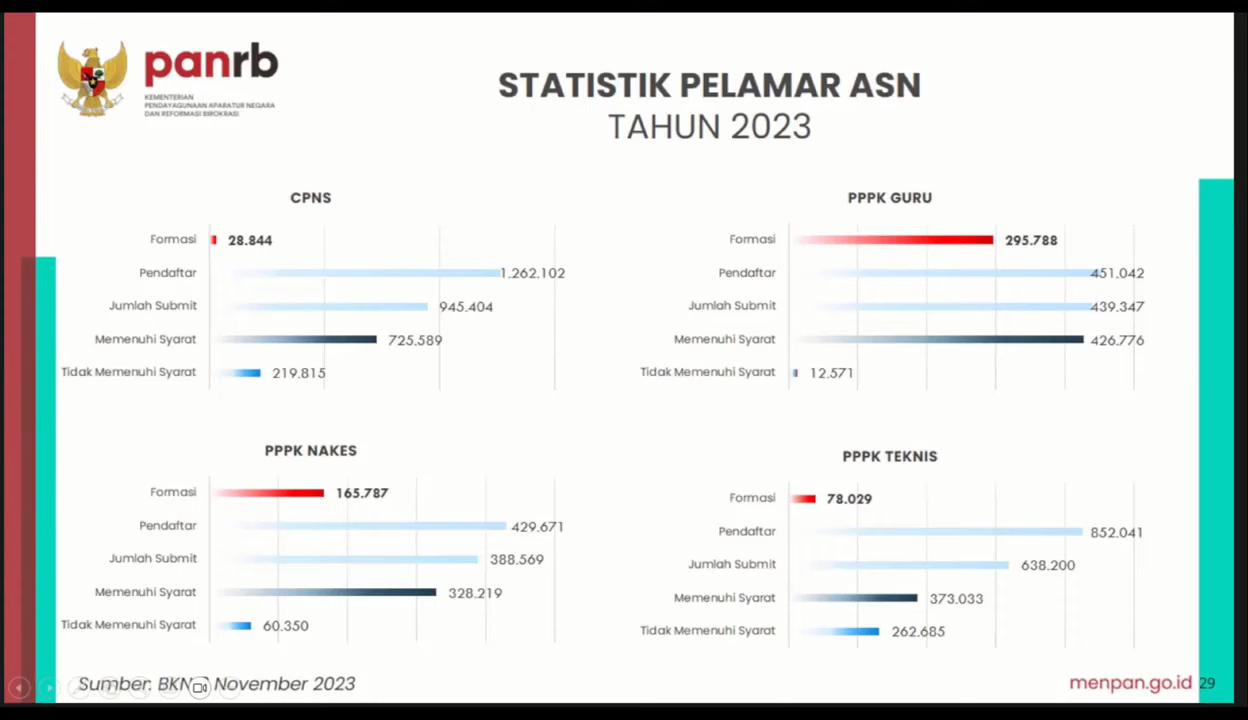 panrb
KEMENTERIAN
PENDAYAGUNAAN APARATUR NEGARA
DAN REFORMASI BIROKRASI
STATISTIK PELAMAR ASN
TAHUN 2023
CPNS
Formasi 28.844
Pendaftar 1.262.102
Jumlah Submit 945.404
Memenuhi Syarat 725.589
Tidak Memenuhi Syarat 219.815
PPPK GURU
Formasi 295.788
Pendaftar 451.042
Jumlah Submit 439.347
Memenuhi Syarat 426.776
Tidak Memenuhi Syarat 12.571
PPPK NAKES
Formasi 165.787
Pendaftar 429.671
Jumlah Submit 388.569
Memenuhi Syarat 328.219
Tidak Memenuhi Syarat 60.350
PPPK TEKNIS
Formasi 78.029
Pendaftar 852.041
Jumlah Submit 638.200
Memenuhi Syarat 373.033
Tidak Memenuhi Syarat 262.685
Sumber: BKN November 2023
menpan.go.id 29